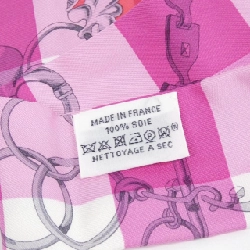 MADE IN FRANCE
100% SOIE
NETTOYAGE A SEC